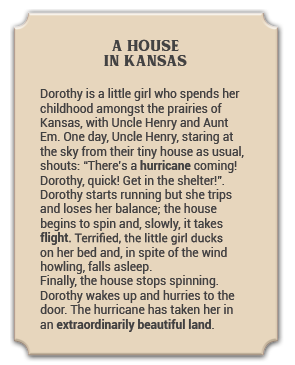 A HOUSE
IN KANSAS
Dorothy is a little girl who spends her
childhood amongst the prairies of
Kansas, with Uncle Henry and Aunt
Em. One day, Uncle Henry, staring at
the sky from their tiny house as usual,
shouts: “There's a hurricane coming!
Dorothy, quick! Get in the shelter!”.
Dorothy starts running but she trips
and loses her balance; the house
begins to spin and, slowly, it takes
flight. Terrified, the little girl ducks
on her bed and, in spite of the wind
howling, falls asleep.
Finally, the house stops spinning.
Dorothy wakes up and hurries to the
door. The hurricane has taken her in
an extraordinarily beautiful land.